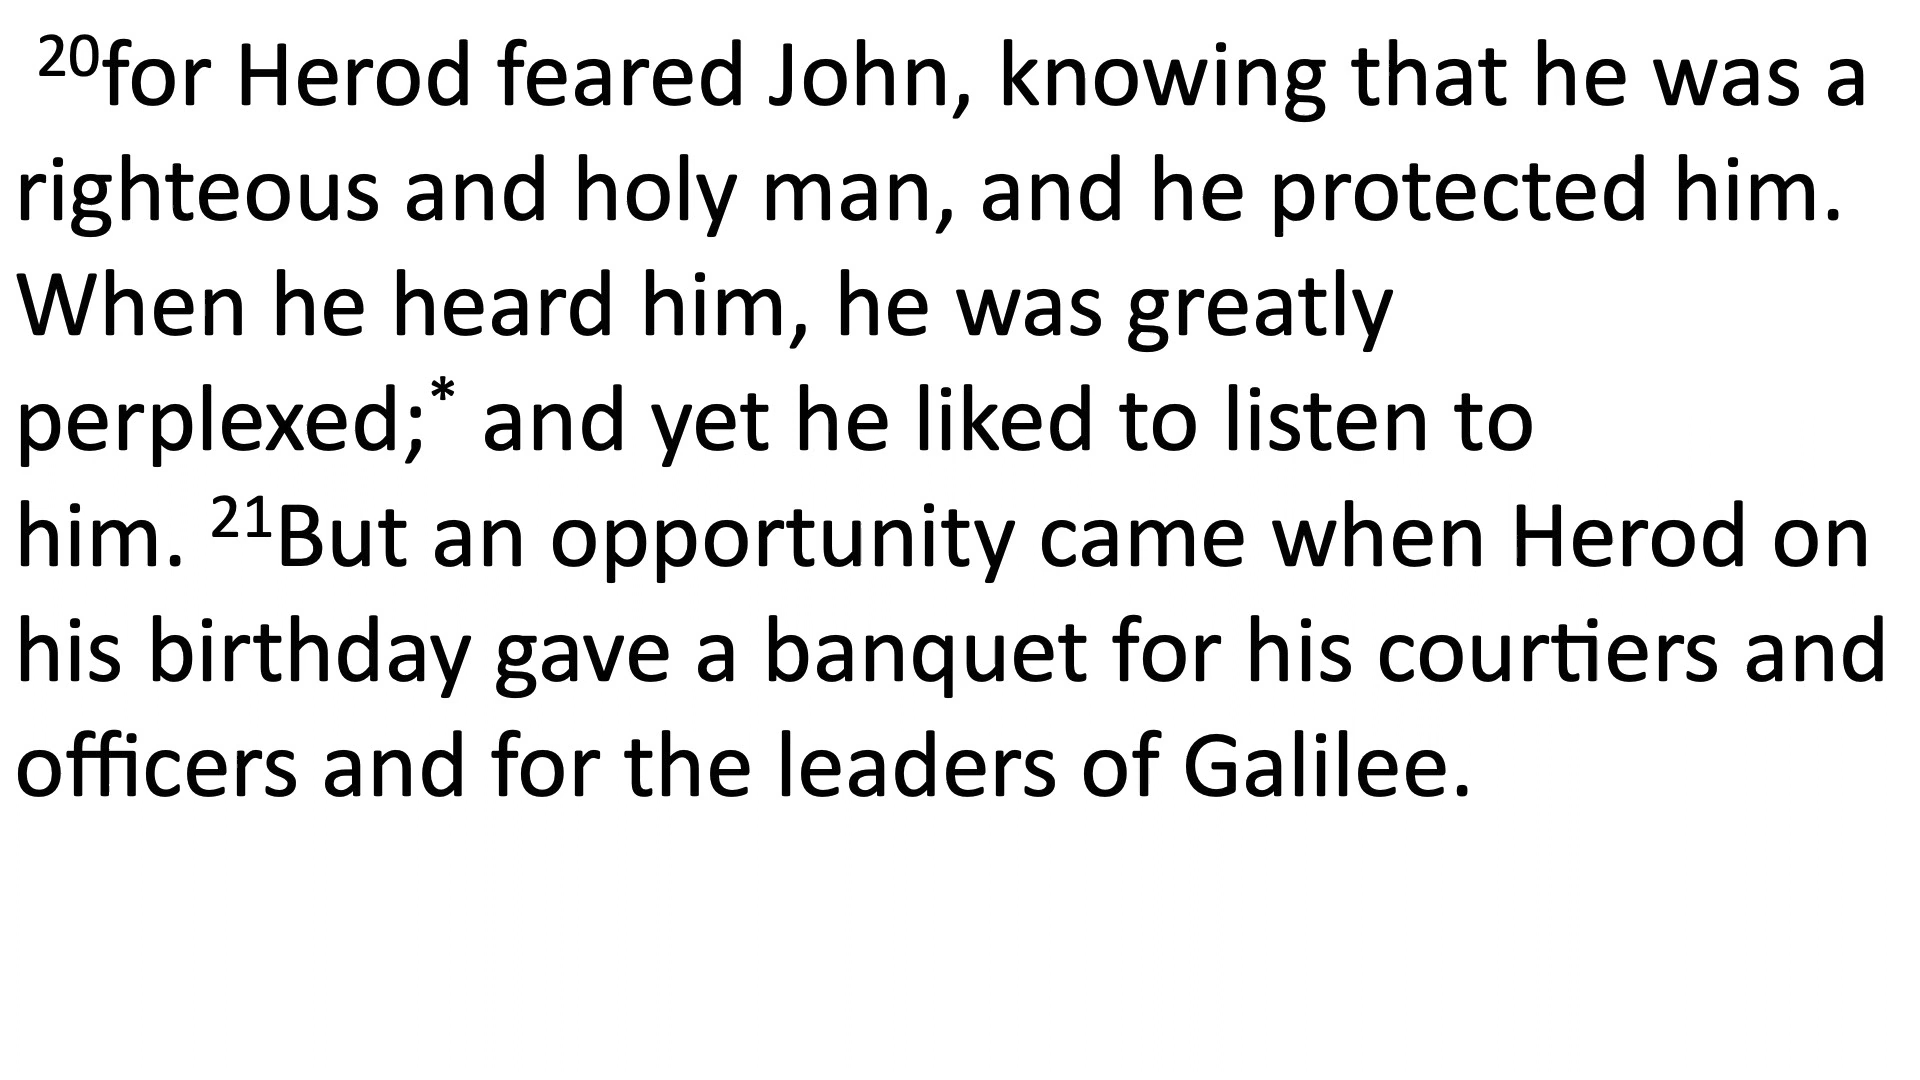 20for Herod feared John, knowing that he was a
righteous and holy man, and he protected him.
When he heard him, he was greatly
perplexed;* and yet he liked to listen to
him. 21But an opportunity came when Herod on
his birthday gave a banquet for his courtiers and
officers and for the leaders of Galilee.